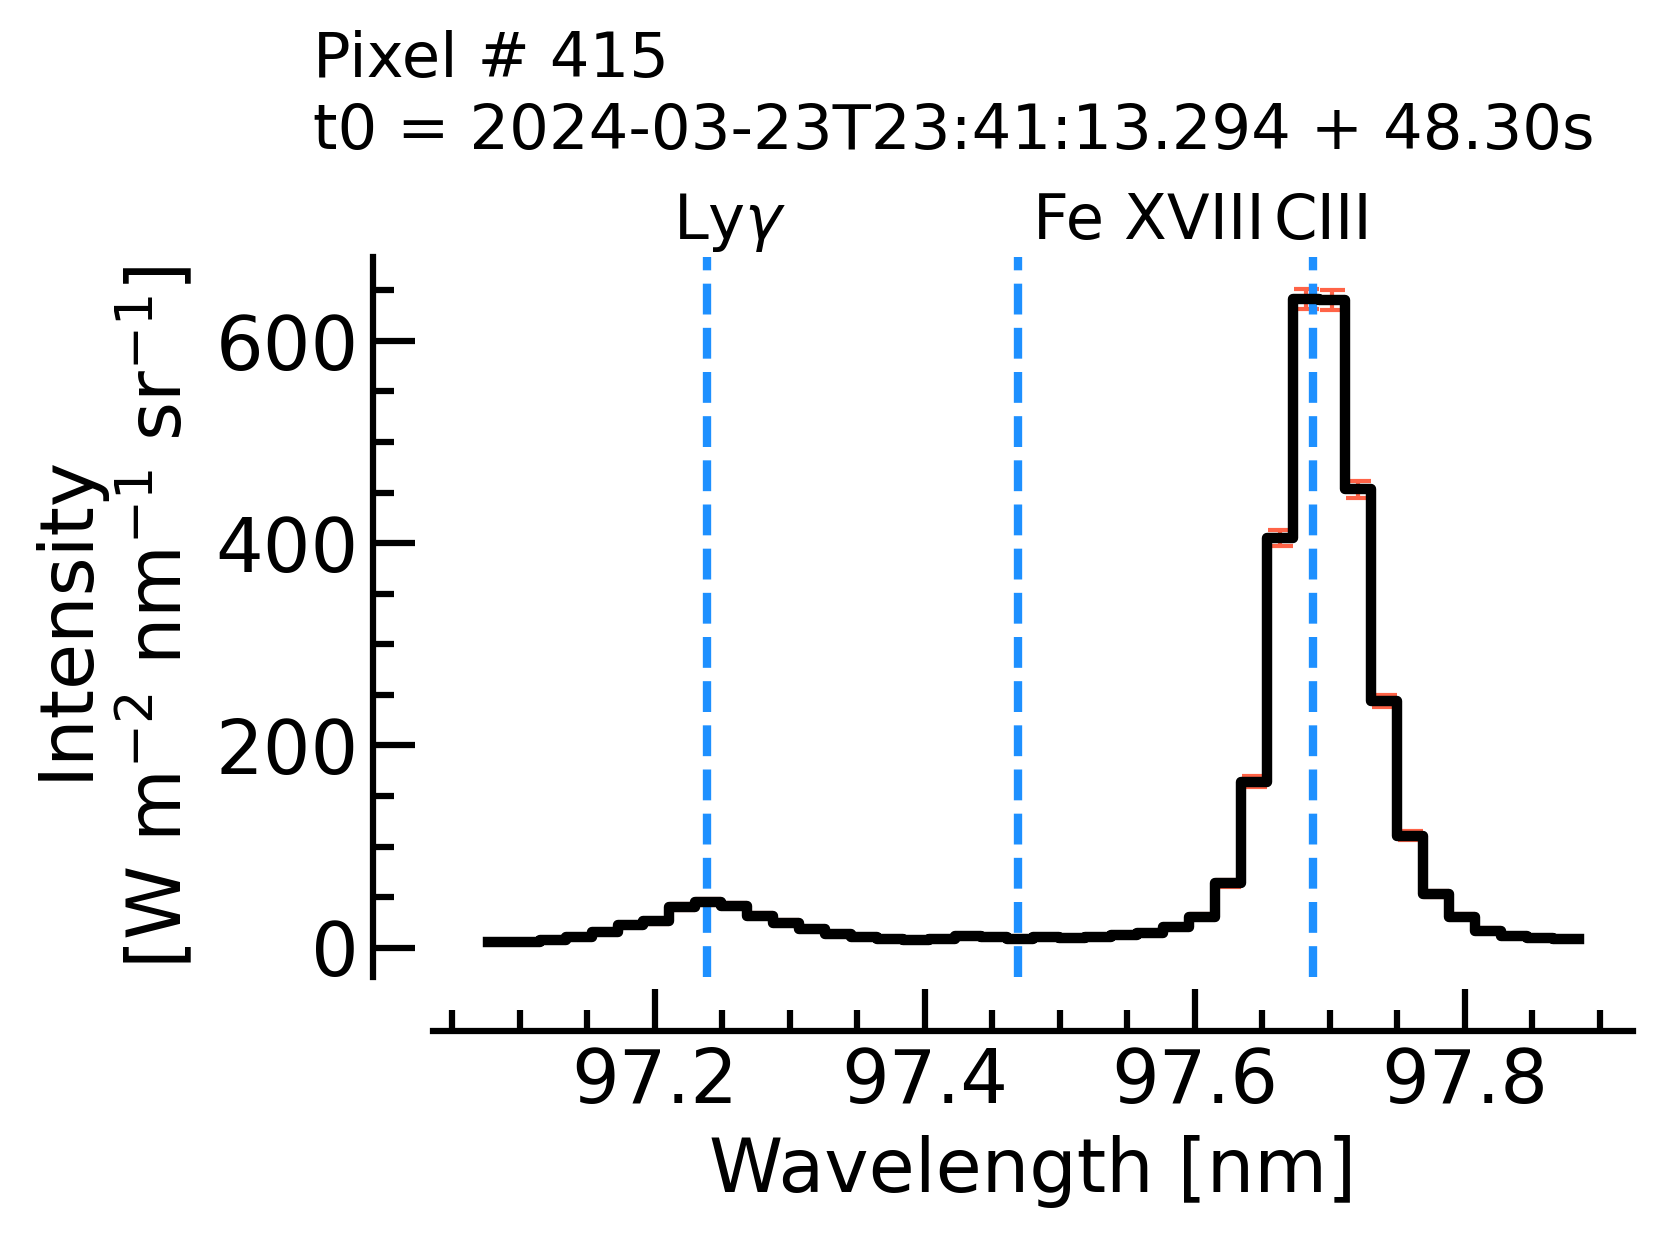 Pixel # 415
t0 = 2024-03-23T23:41:13.294 + 48.30s
Lyγ Fe XVIII CIII
Intensity
[W m⁻² nm⁻¹ sr⁻¹]
600
400
200
0
97.2 97.4 97.6 97.8
Wavelength [nm]